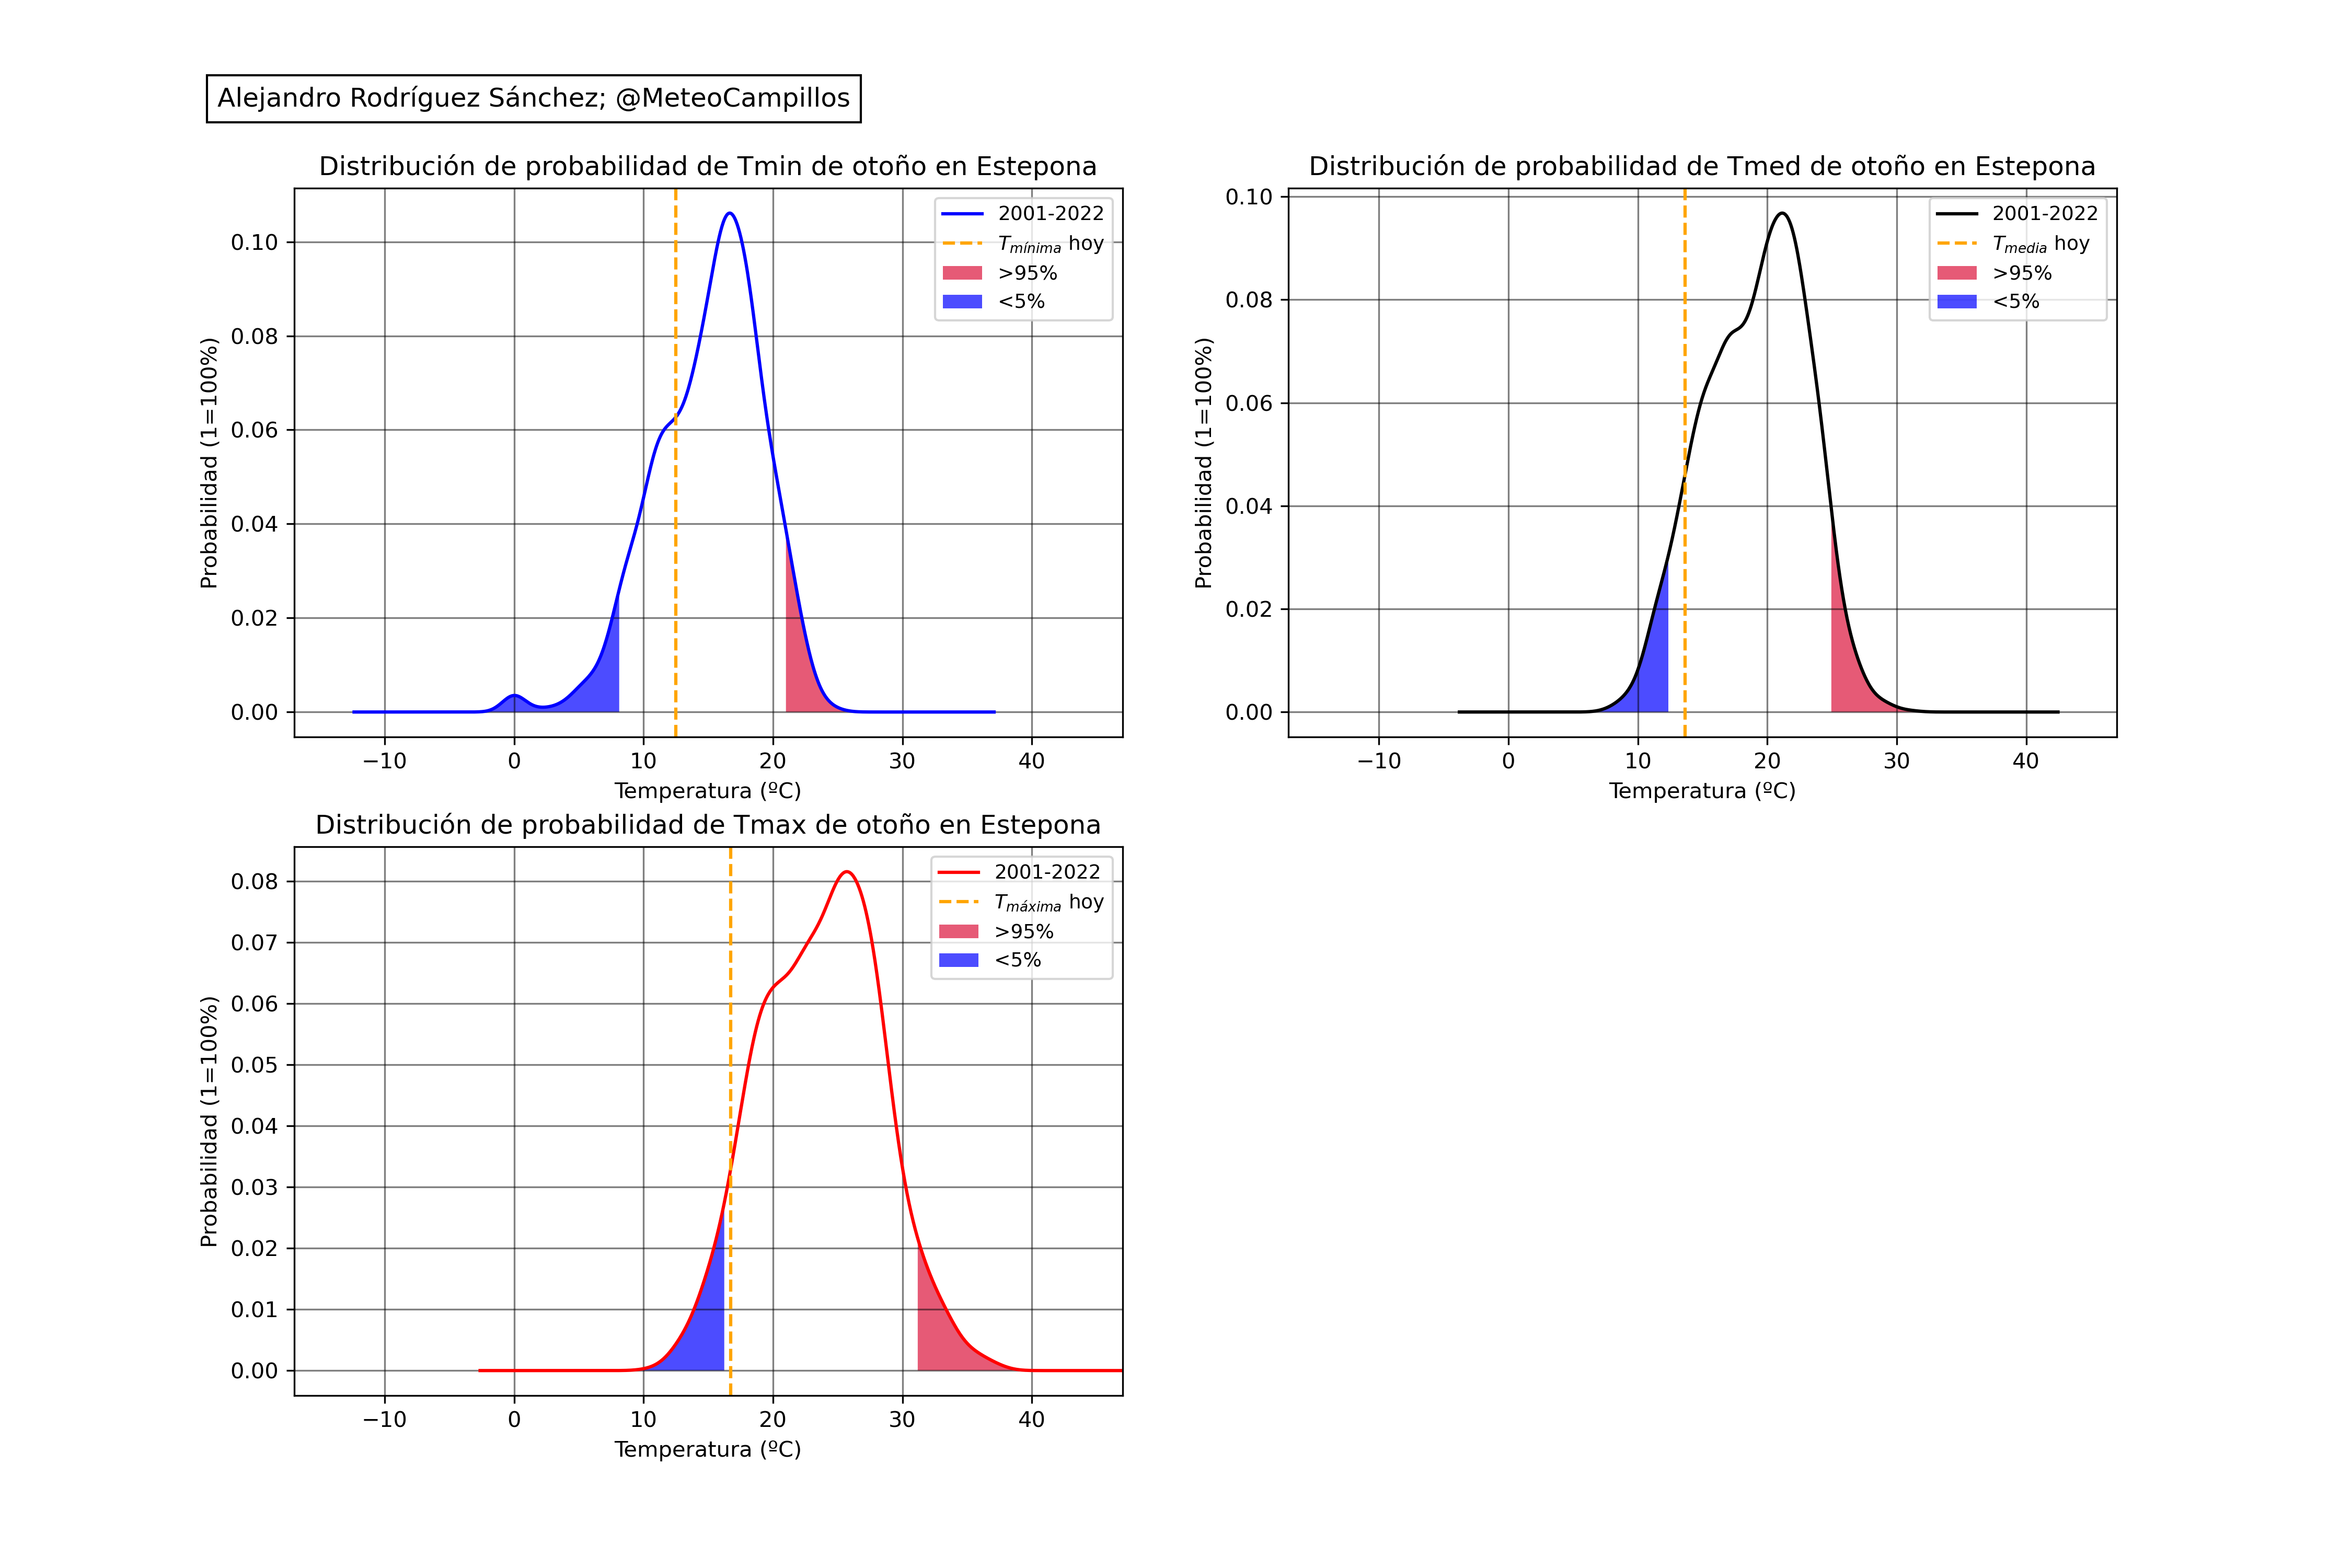 Alejandro Rodríguez Sánchez; @MeteoCampillos
Distribución de probabilidad de Tmin de otoño en Estepona
Probabilidad (1=100%)
0.10
0.08
0.06
0.04
0.02
0.00
−10 0 10 20 30 40
Temperatura (ºC)
2001-2022
Tmínima hoy
>95%
<5%
Distribución de probabilidad de Tmed de otoño en Estepona
Probabilidad (1=100%)
0.10
0.08
0.06
0.04
0.02
0.00
−10 0 10 20 30 40
Temperatura (ºC)
2001-2022
Tmedia hoy
>95%
<5%
Distribución de probabilidad de Tmax de otoño en Estepona
Probabilidad (1=100%)
0.08
0.07
0.06
0.05
0.04
0.03
0.02
0.01
0.00
−10 0 10 20 30 40
Temperatura (ºC)
2001-2022
Tmáxima hoy
>95%
<5%